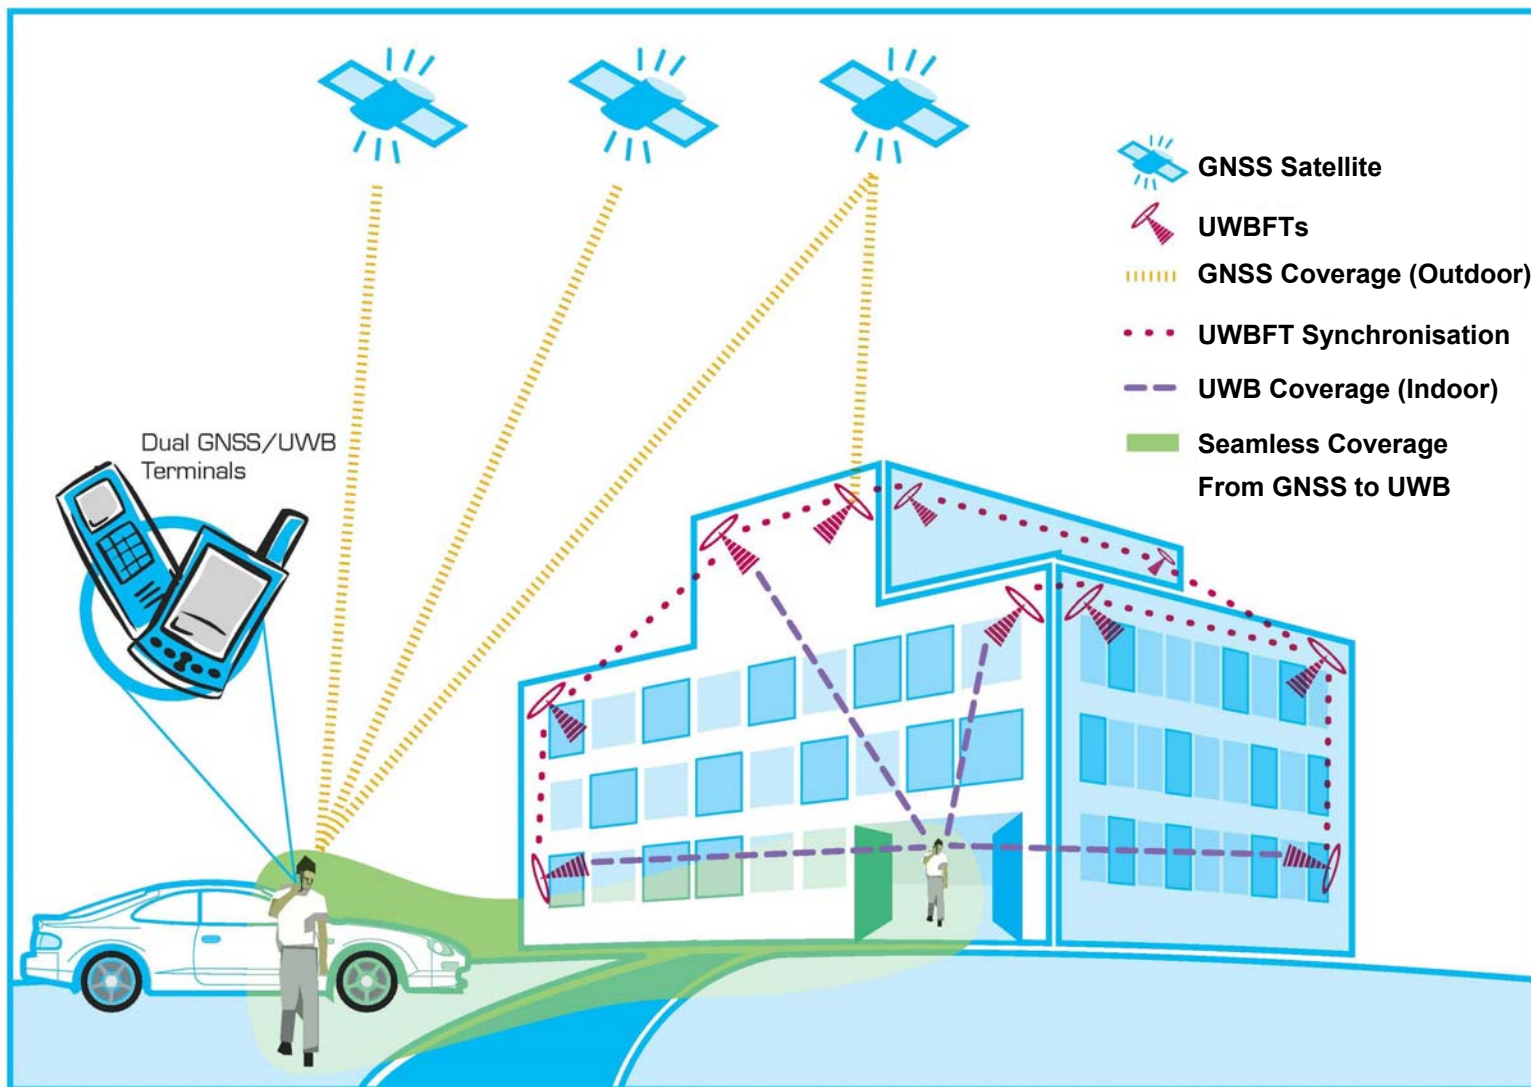 GNSS Satellite
UWBFTs
GNSS Coverage (Outdoor)
UWBFT Synchronisation
UWB Coverage (Indoor)
Seamless Coverage
From GNSS to UWB
Dual GNSS/UWB
Terminals